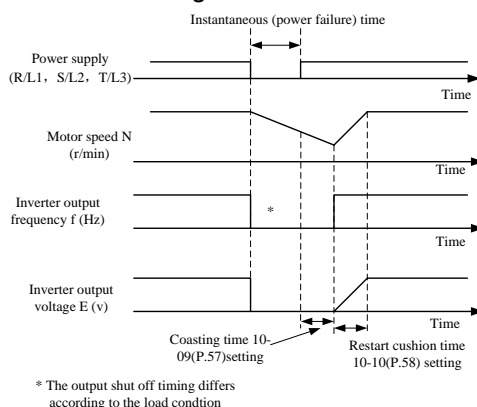 Instantaneous (power failure) time
Power supply
(R/L1, S/L2, T/L3)
Time
Motor speed N
(r/min)
Time
Inverter output
frequency f (Hz)
*
Time
Inverter output
voltage E (v)
Time
Coasting time 10-
09(P.57)setting
Restart cushion time
10-10(P.58) setting
* The output shut off timing differs
according to the load condtion